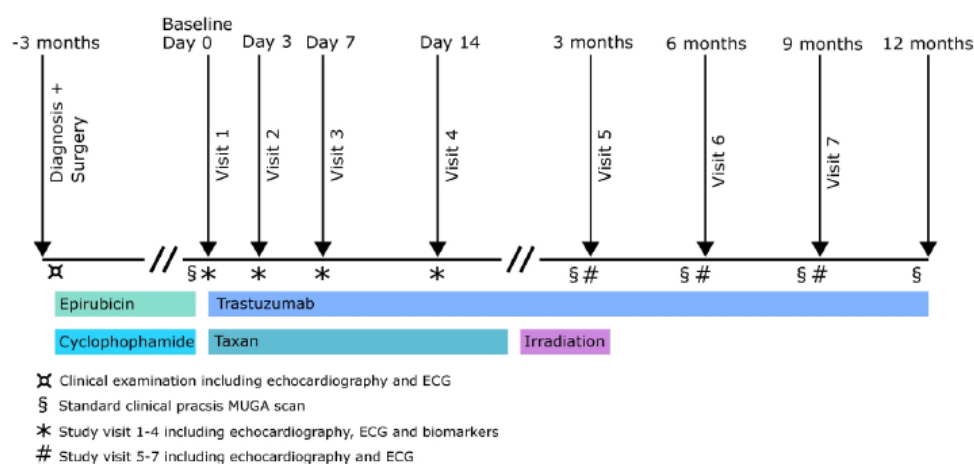 Baseline
-3 months Day 0 Day 3 Day 7 Day 14 3 months 6 months 9 months 12 months
Diagnosis +
Surgery
Visit 1
Visit 2
Visit 3
Visit 4
Visit 5
Visit 6
Visit 7
¤ §* * * * §# §# §# §
Epirubicin Trastuzumab
Cyclophophamide Taxan Irradiation
¤ Clinical examination including echocardiography and ECG
§ Standard clinical pracsis MUGA scan
* Study visit 1-4 including echocardiography, ECG and biomarkers
# Study visit 5-7 including echocardiography and ECG